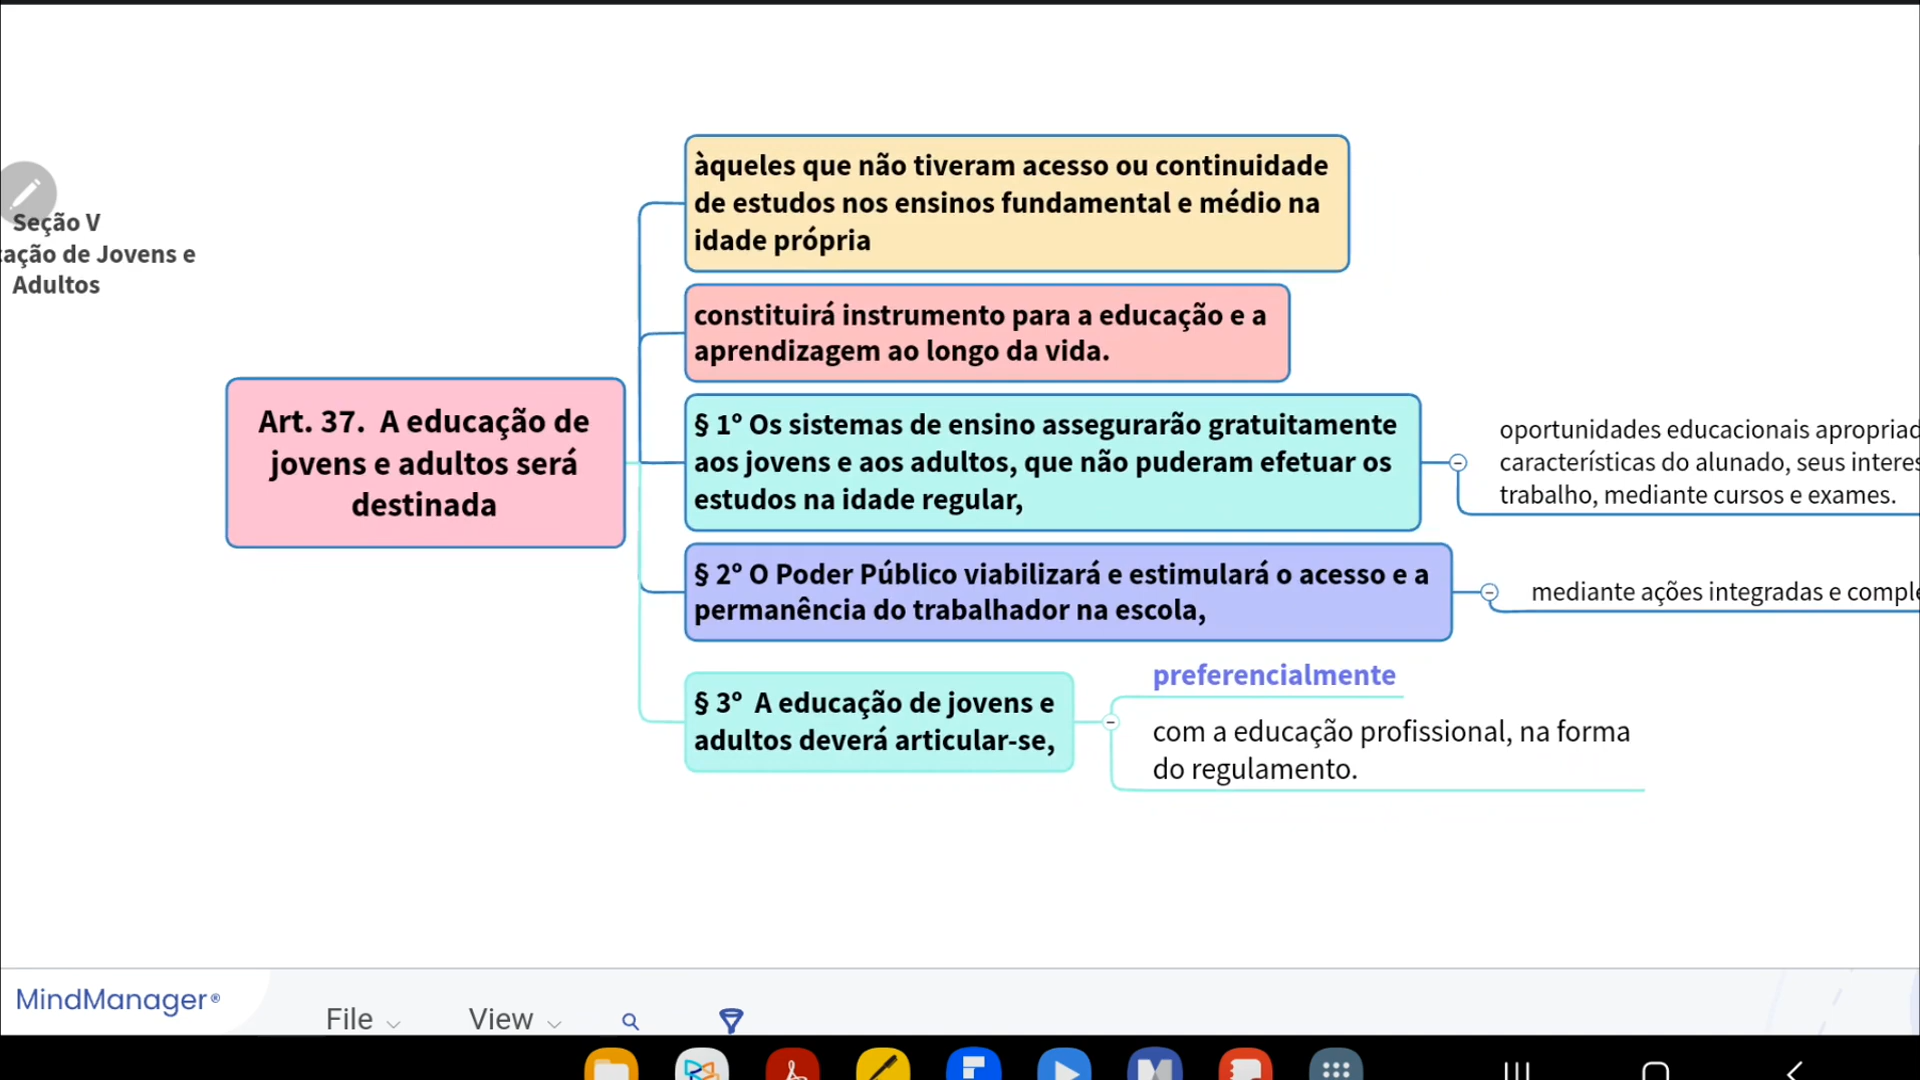 Seção V
cação de Jovens e
Adultos
Art. 37.  A educação de
jovens e adultos será
destinada
àqueles que não tiveram acesso ou continuidade
de estudos nos ensinos fundamental e médio na
idade própria
constituirá instrumento para a educação e a
aprendizagem ao longo da vida.
§ 1º Os sistemas de ensino assegurarão gratuitamente
aos jovens e aos adultos, que não puderam efetuar os
estudos na idade regular,
oportunidades educacionais apropriad
características do alunado, seus interes
trabalho, mediante cursos e exames.
§ 2º O Poder Público viabilizará e estimulará o acesso e a
permanência do trabalhador na escola,
mediante ações integradas e comple
§ 3º  A educação de jovens e
adultos deverá articular-se,
preferencialmente
com a educação profissional, na forma
do regulamento.
MindManager®
File
View